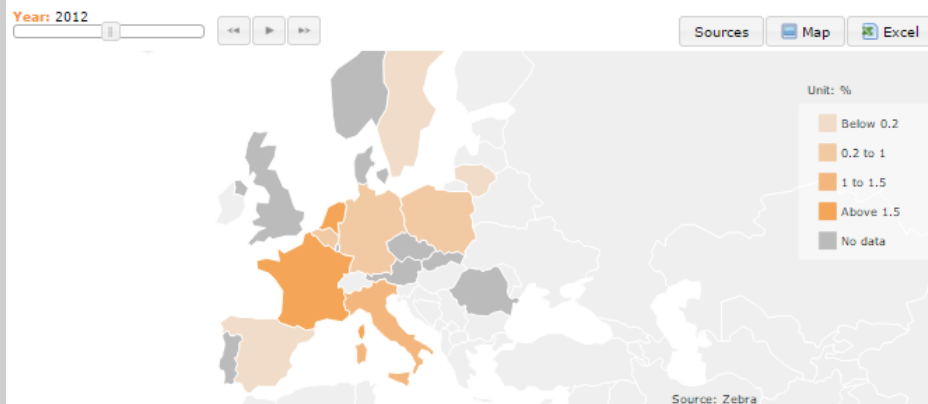 Year: 2012
Sources
Map
Excel
Unit: %
Below 0.2
0.2 to 1
1 to 1.5
Above 1.5
No data
Source: Zebra